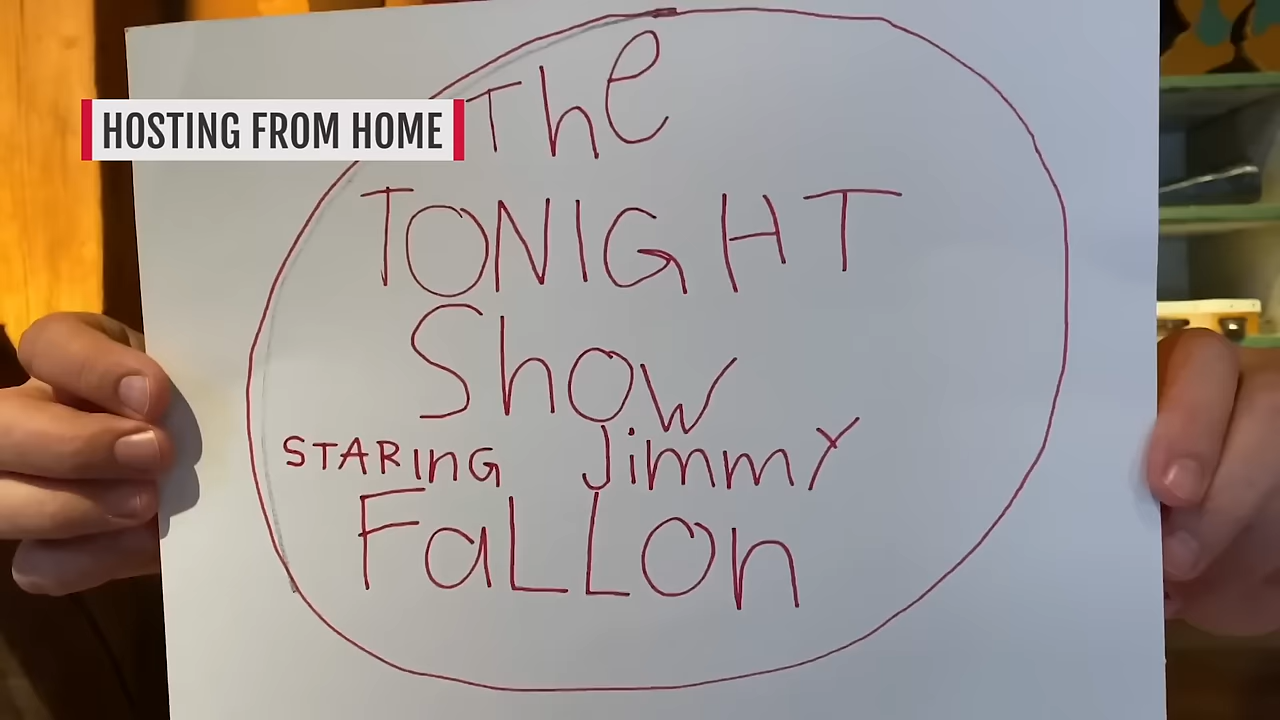 HOSTING FROM HOME
The
TONIGHT
Show
STARinG Jimmy
FaLLOn